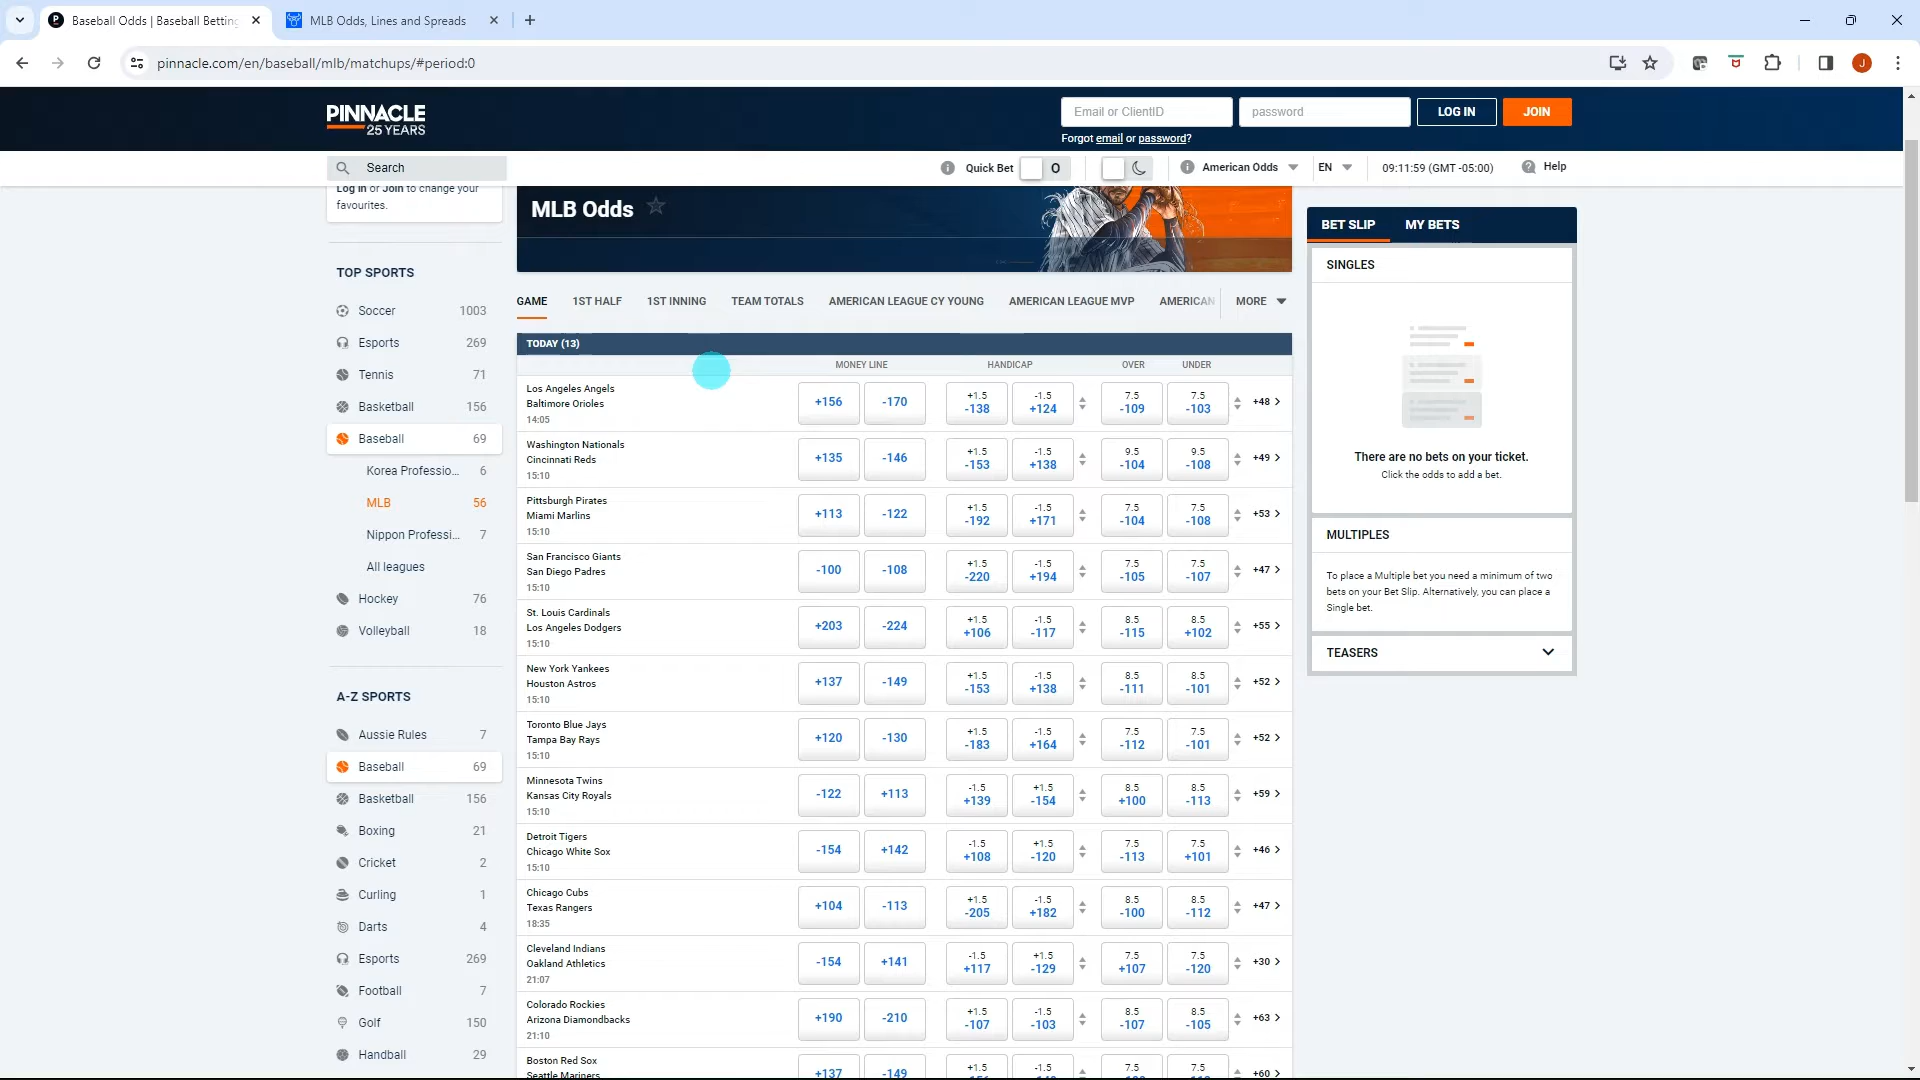 Baseball Odds | Baseball Betting
MLB Odds, Lines and Spreads
pinnacle.com/en/baseball/mlb/matchups/#period:0
J
PINNACLE
25 YEARS
Email or ClientID
password
LOG IN
JOIN
Forgot email or password?
Search
Quick Bet
O
American Odds
EN
09:11:59 (GMT -05:00)
Help
Log in or Join to change your
favourites.
TOP SPORTS
Soccer 1003
Esports 269
Tennis 71
Basketball 156
Baseball 69
Korea Professio... 6
MLB 56
Nippon Professi... 7
All leagues
Hockey 76
Volleyball 18
A-Z SPORTS
Aussie Rules 7
Baseball 69
Basketball 156
Boxing 21
Cricket 2
Curling 1
Darts 4
Esports 269
Football 7
Golf 150
Handball 29
MLB Odds
GAME 1ST HALF 1ST INNING TEAM TOTALS AMERICAN LEAGUE CY YOUNG AMERICAN LEAGUE MVP AMERICAN MORE
TODAY (13)
MONEY LINE HANDICAP OVER UNDER
Los Angeles Angels
Baltimore Orioles
14:05
+156 -170 +1.5 -138 -1.5 +124 7.5 -109 7.5 -103 +48
Washington Nationals
Cincinnati Reds
15:10
+135 -146 +1.5 -153 -1.5 +138 9.5 -104 9.5 -108 +49
Pittsburgh Pirates
Miami Marlins
15:10
+113 -122 +1.5 -192 -1.5 +171 7.5 -104 7.5 -108 +53
San Francisco Giants
San Diego Padres
15:10
-100 -108 +1.5 -220 -1.5 +194 7.5 -105 7.5 -107 +47
St. Louis Cardinals
Los Angeles Dodgers
15:10
+203 -224 +1.5 +106 -1.5 -117 8.5 -115 8.5 +102 +55
New York Yankees
Houston Astros
15:10
+137 -149 +1.5 -153 -1.5 +138 8.5 -111 8.5 -101 +52
Toronto Blue Jays
Tampa Bay Rays
15:10
+120 -130 +1.5 -183 -1.5 +164 7.5 -112 7.5 -101 +52
Minnesota Twins
Kansas City Royals
15:10
-122 +113 -1.5 +139 +1.5 -154 8.5 +100 8.5 -113 +59
Detroit Tigers
Chicago White Sox
15:10
-154 +142 -1.5 +108 +1.5 -120 7.5 -113 7.5 +101 +46
Chicago Cubs
Texas Rangers
18:35
+104 -113 +1.5 -205 -1.5 +182 8.5 -100 8.5 -112 +47
Cleveland Indians
Oakland Athletics
21:07
-154 +141 -1.5 +117 +1.5 -129 7.5 +107 7.5 -120 +30
Colorado Rockies
Arizona Diamondbacks
21:10
+190 -210 +1.5 -107 -1.5 -103 8.5 -107 8.5 -105 +63
Boston Red Sox
Seattle Mariners
+137 -149 +1.5 -1.5 7.5 7.5 +60
BET SLIP MY BETS
SINGLES
There are no bets on your ticket.
Click the odds to add a bet.
MULTIPLES
To place a Multiple bet you need a minimum of two
bets on your Bet Slip. Alternatively, you can place a
Single bet.
TEASERS